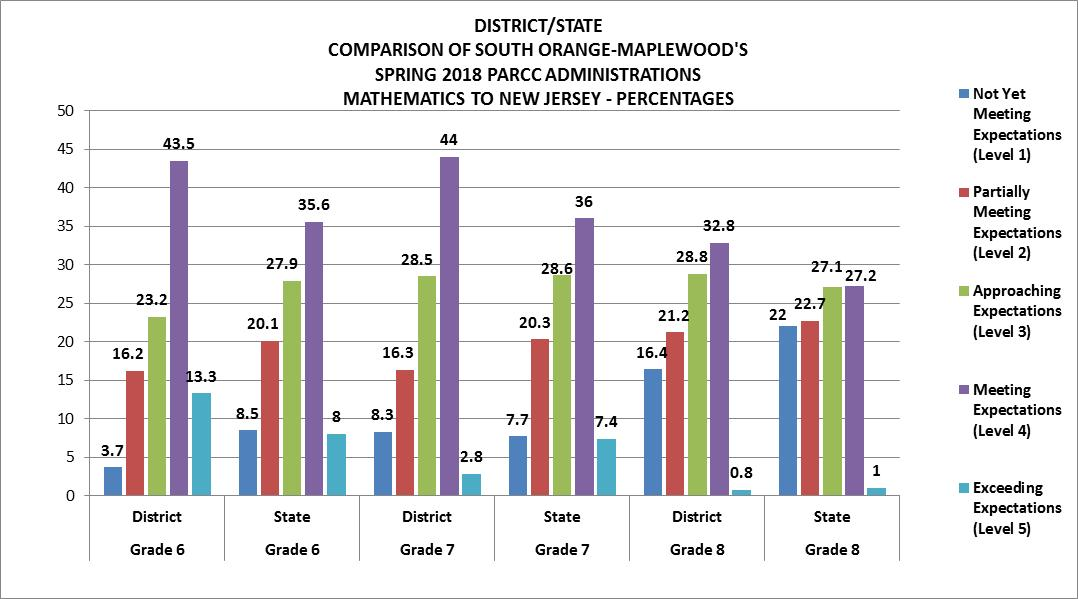 DISTRICT/STATE
COMPARISON OF SOUTH ORANGE-MAPLEWOOD'S
SPRING 2018 PARCC ADMINISTRATIONS
MATHEMATICS TO NEW JERSEY - PERCENTAGES
50
45
40
35
30
25
20
15
10
5
0
3.7
16.2
23.2
43.5
13.3
8.5
20.1
27.9
35.6
8
8.3
16.3
28.5
44
2.8
7.7
20.3
28.6
36
7.4
16.4
21.2
28.8
32.8
0.8
22
22.7
27.1
27.2
1
District State District State District State
Grade 6 Grade 6 Grade 7 Grade 7 Grade 8 Grade 8
Not Yet
Meeting
Expectations
(Level 1)
Partially
Meeting
Expectations
(Level 2)
Approaching
Expectations
(Level 3)
Meeting
Expectations
(Level 4)
Exceeding
Expectations
(Level 5)